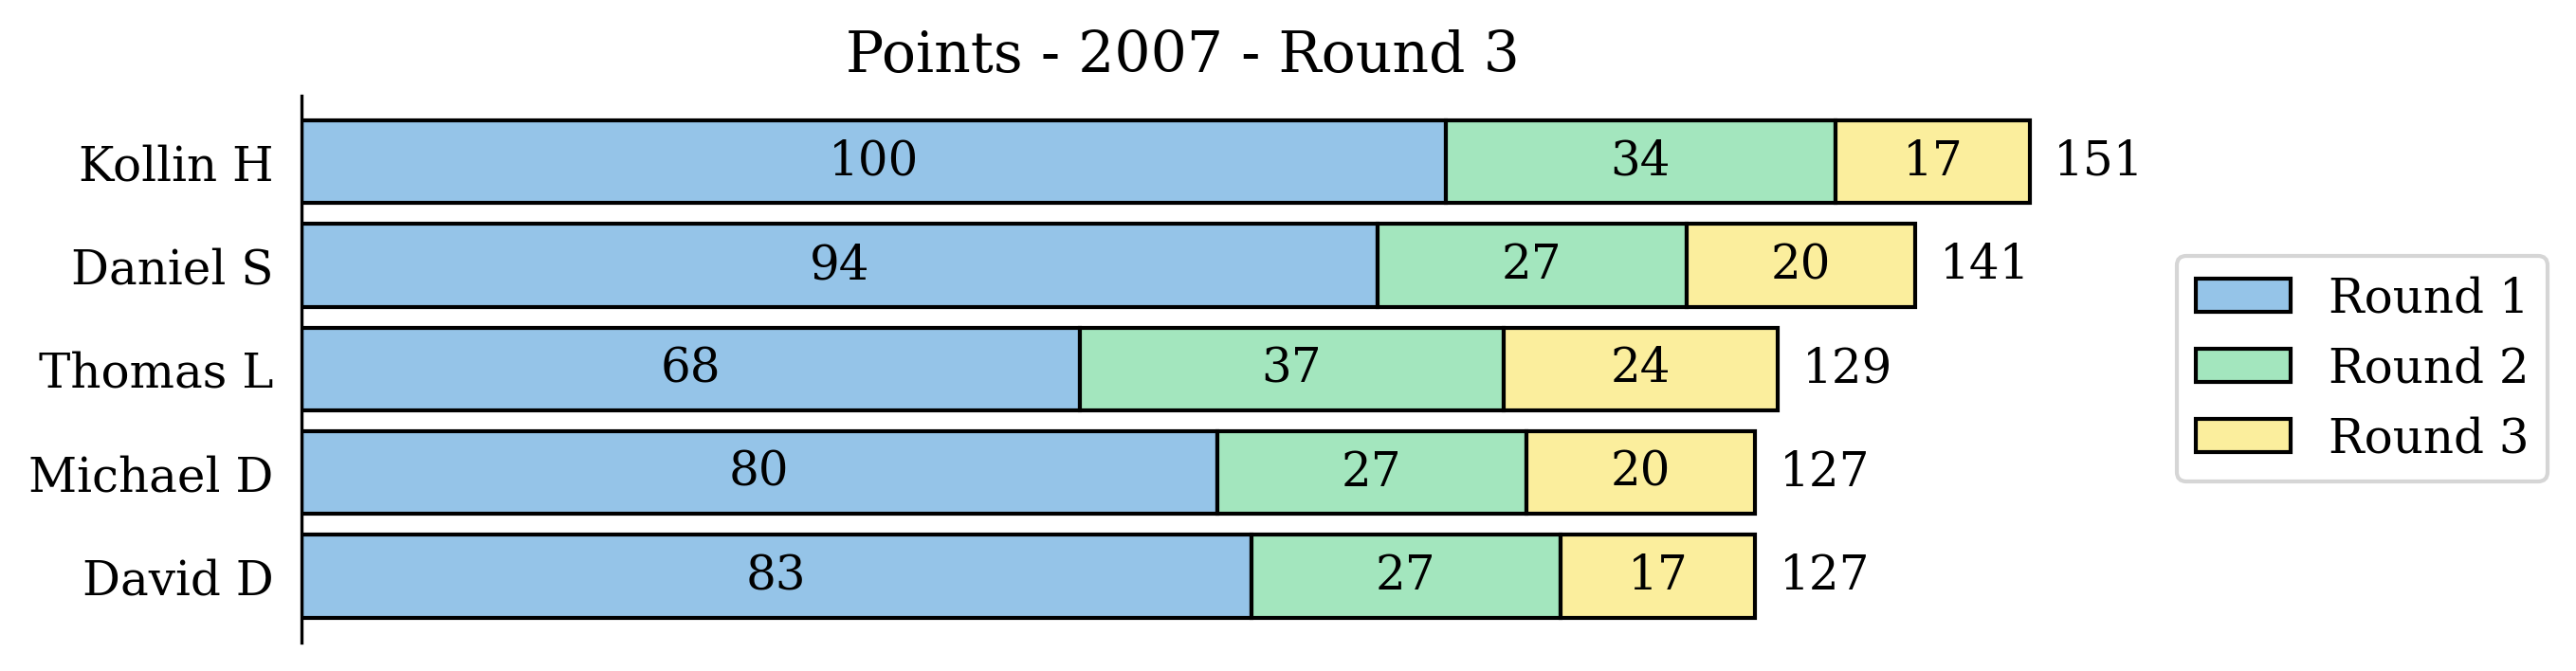 Points - 2007 - Round 3
Kollin H 100 34 17 151
Daniel S 94 27 20 141
Thomas L 68 37 24 129
Michael D 80 27 20 127
David D 83 27 17 127
Round 1
Round 2
Round 3